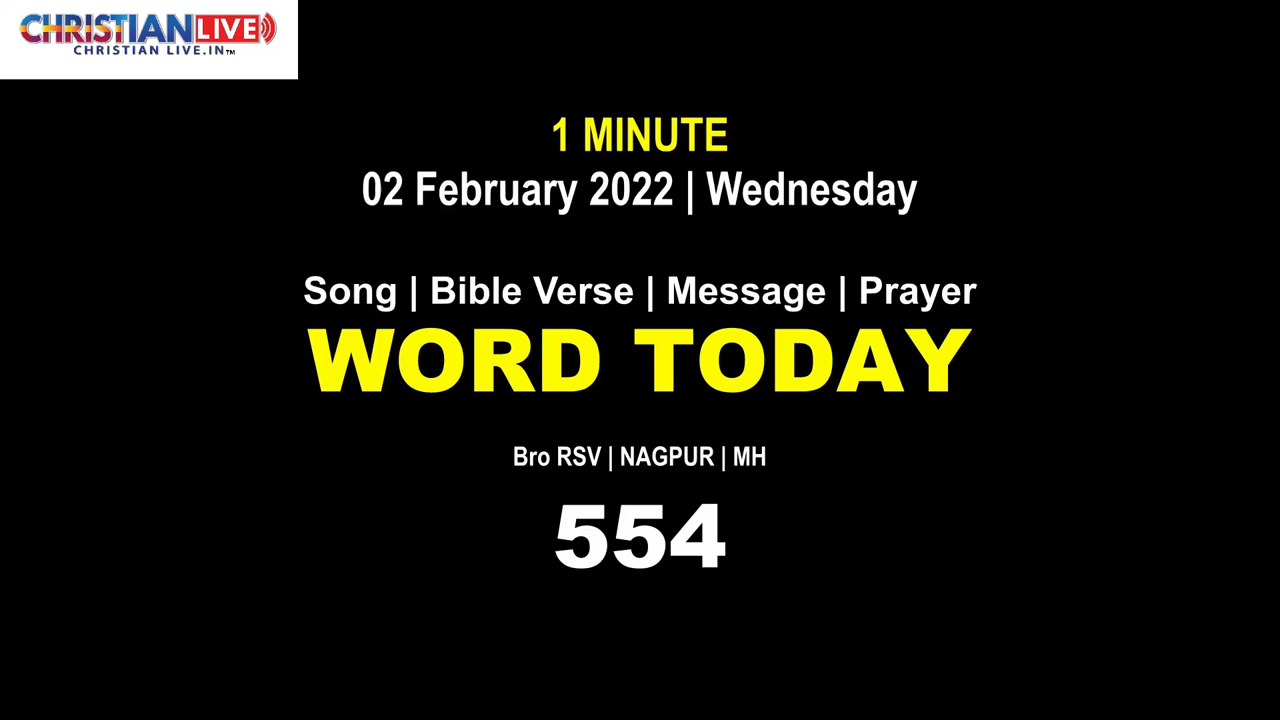 CHRISTIANLIVE
CHRISTIAN LIVE.IN™
1 MINUTE
02 February 2022 | Wednesday
Song | Bible Verse | Message | Prayer
WORD TODAY
Bro RSV | NAGPUR | MH
554